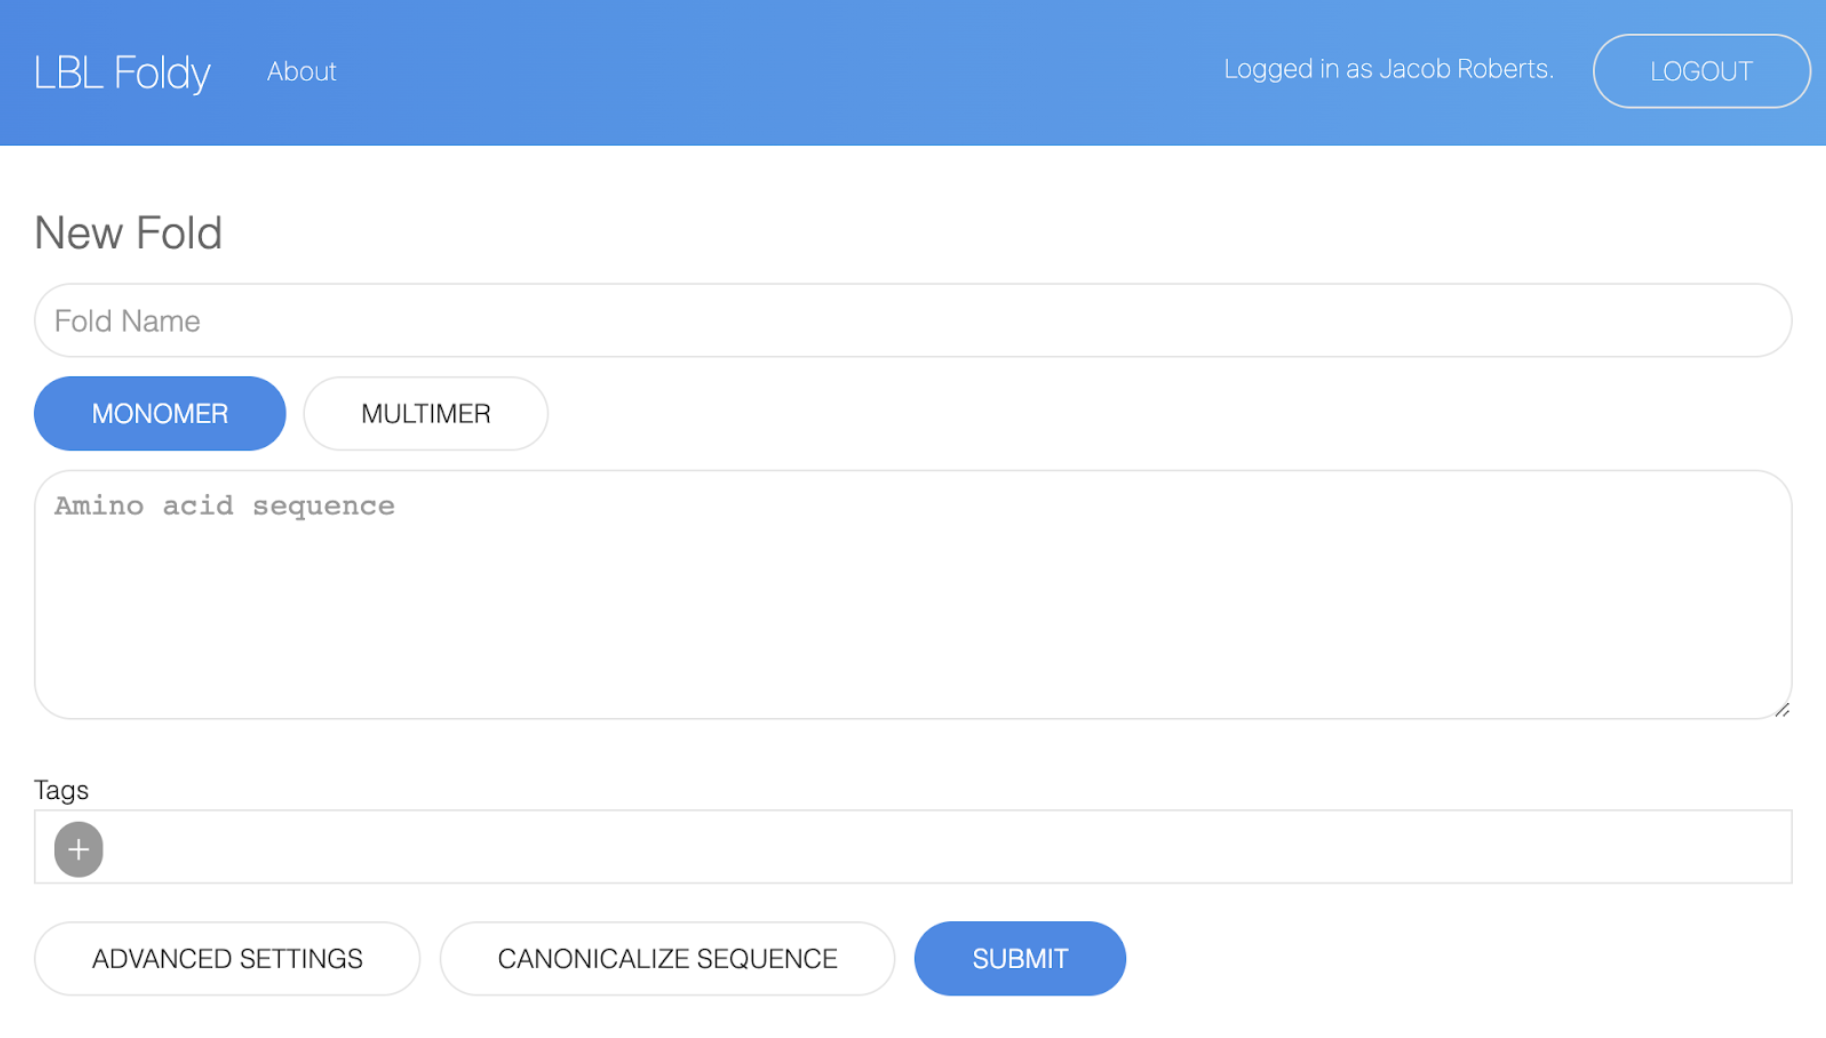 LBL Foldy About Logged in as Jacob Roberts. LOGOUT
New Fold
Fold Name
MONOMER MULTIMER
Amino acid sequence
Tags
+
ADVANCED SETTINGS CANONICALIZE SEQUENCE SUBMIT